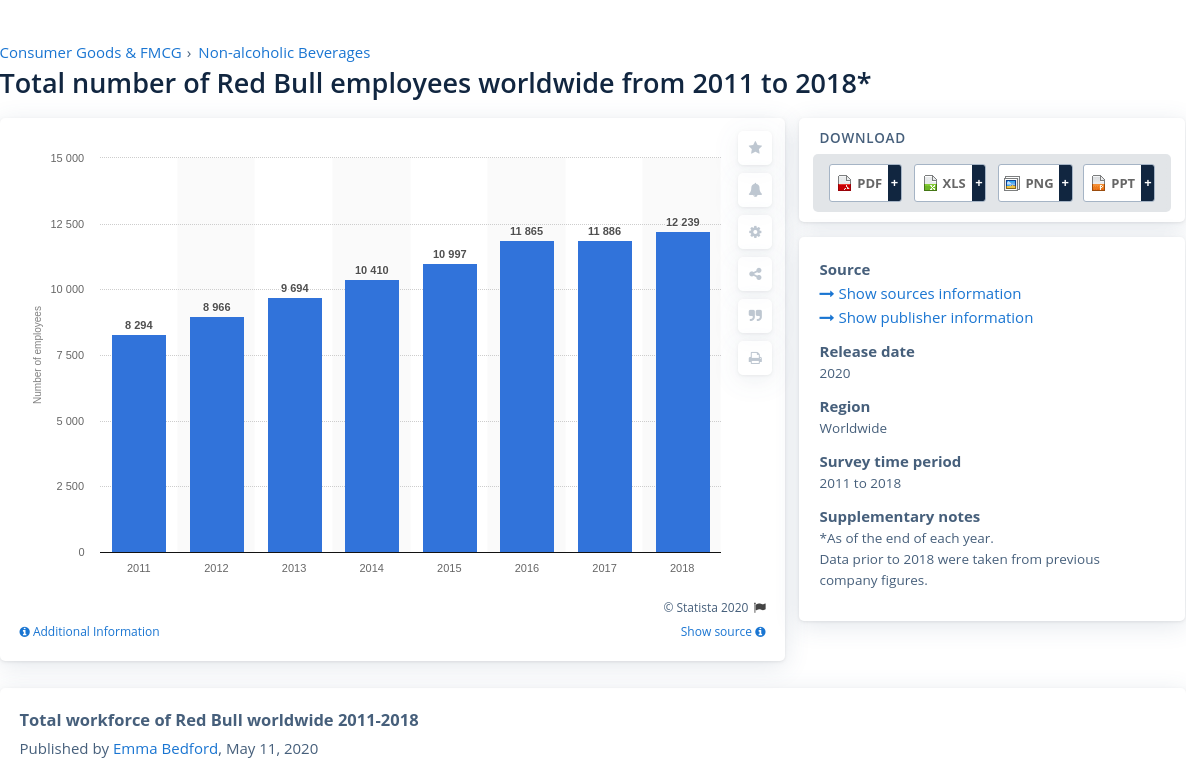 Consumer Goods & FMCG › Non-alcoholic Beverages
Total number of Red Bull employees worldwide from 2011 to 2018*
15 000
12 500
10 000
7 500
5 000
2 500
0
Number of employees
8 294
8 966
9 694
10 410
10 997
11 865
11 886
12 239
2011
2012
2013
2014
2015
2016
2017
2018
© Statista 2020
Additional Information
Show source
DOWNLOAD
PDF +
XLS +
PNG +
PPT +
Source
Show sources information
Show publisher information
Release date
2020
Region
Worldwide
Survey time period
2011 to 2018
Supplementary notes
*As of the end of each year.
Data prior to 2018 were taken from previous
company figures.
Total workforce of Red Bull worldwide 2011-2018
Published by Emma Bedford, May 11, 2020